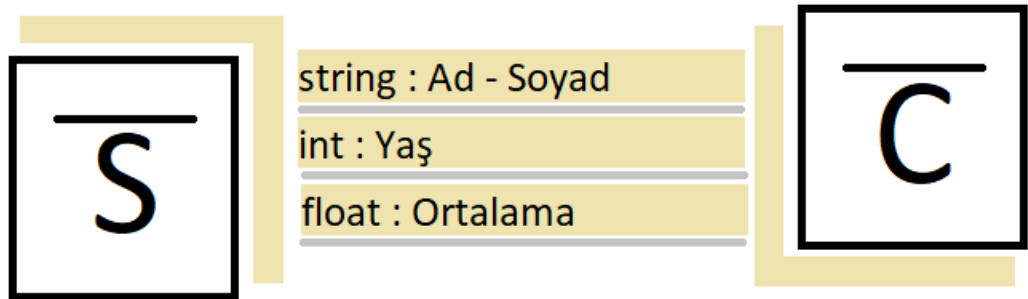 S
string : Ad - Soyad
int : Yaş
float : Ortalama
C